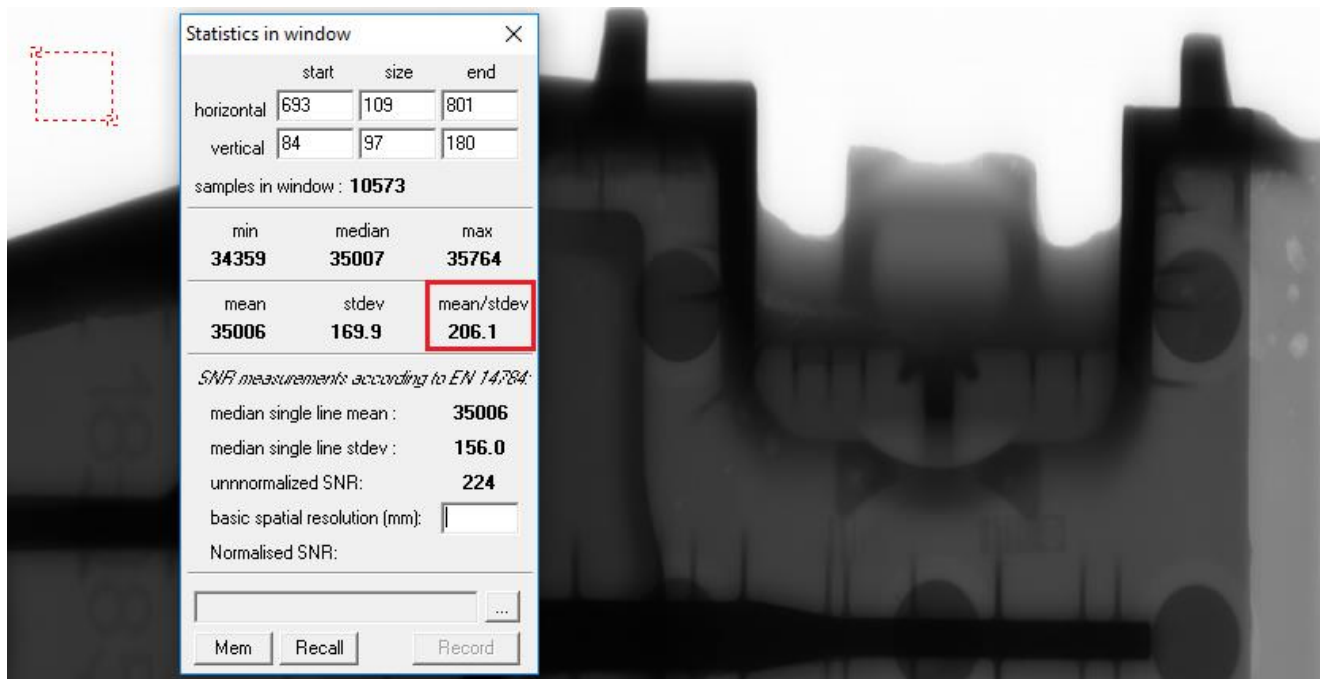 Statistics in window
start size end
horizontal 693 109 801
vertical 84 97 180
samples in window : 10573
min median max
34359 35007 35764
mean stdev mean/stdev
35006 169.9 206.1
SNR measurements according to EN 14784:
median single line mean : 35006
median single line stdev : 156.0
unnnormalized SNR: 224
basic spatial resolution (mm):
Normalised SNR:
...
Mem Recall Record